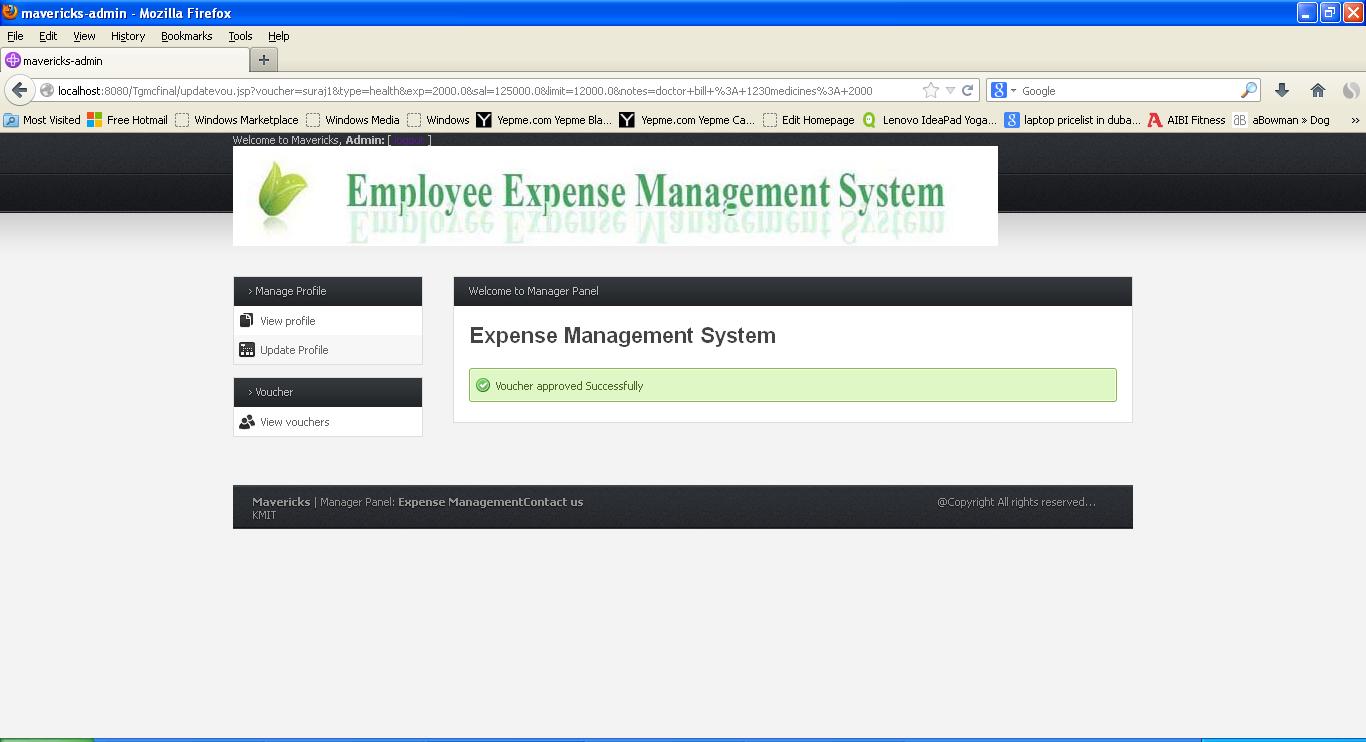 mavericks-admin - Mozilla Firefox
File Edit View History Bookmarks Tools Help
mavericks-admin
localhost:8080/Tgmcfinal/updatevou.jsp?voucher=suraj1&type=health&exp=2000.0&sal=125000.0&limit=12000.0&notes=doctor+bill+%3A+1230medicines%3A+2000
Google
Most Visited Free Hotmail Windows Marketplace Windows Media Windows Yepme.com Yepme Bla... Yepme.com Yepme Ca... Edit Homepage Lenovo IdeaPad Yoga... laptop pricelist in duba... AIBI Fitness aBowman » Dog »
Welcome to Mavericks, Admin: [ logout ]
Employee Expense Management System
› Manage Profile
View profile
Update Profile
› Voucher
View vouchers
Welcome to Manager Panel
Expense Management System
Voucher approved Successfully
Mavericks | Manager Panel: Expense ManagementContact us
KMIT
@Copyright All rights reserved...